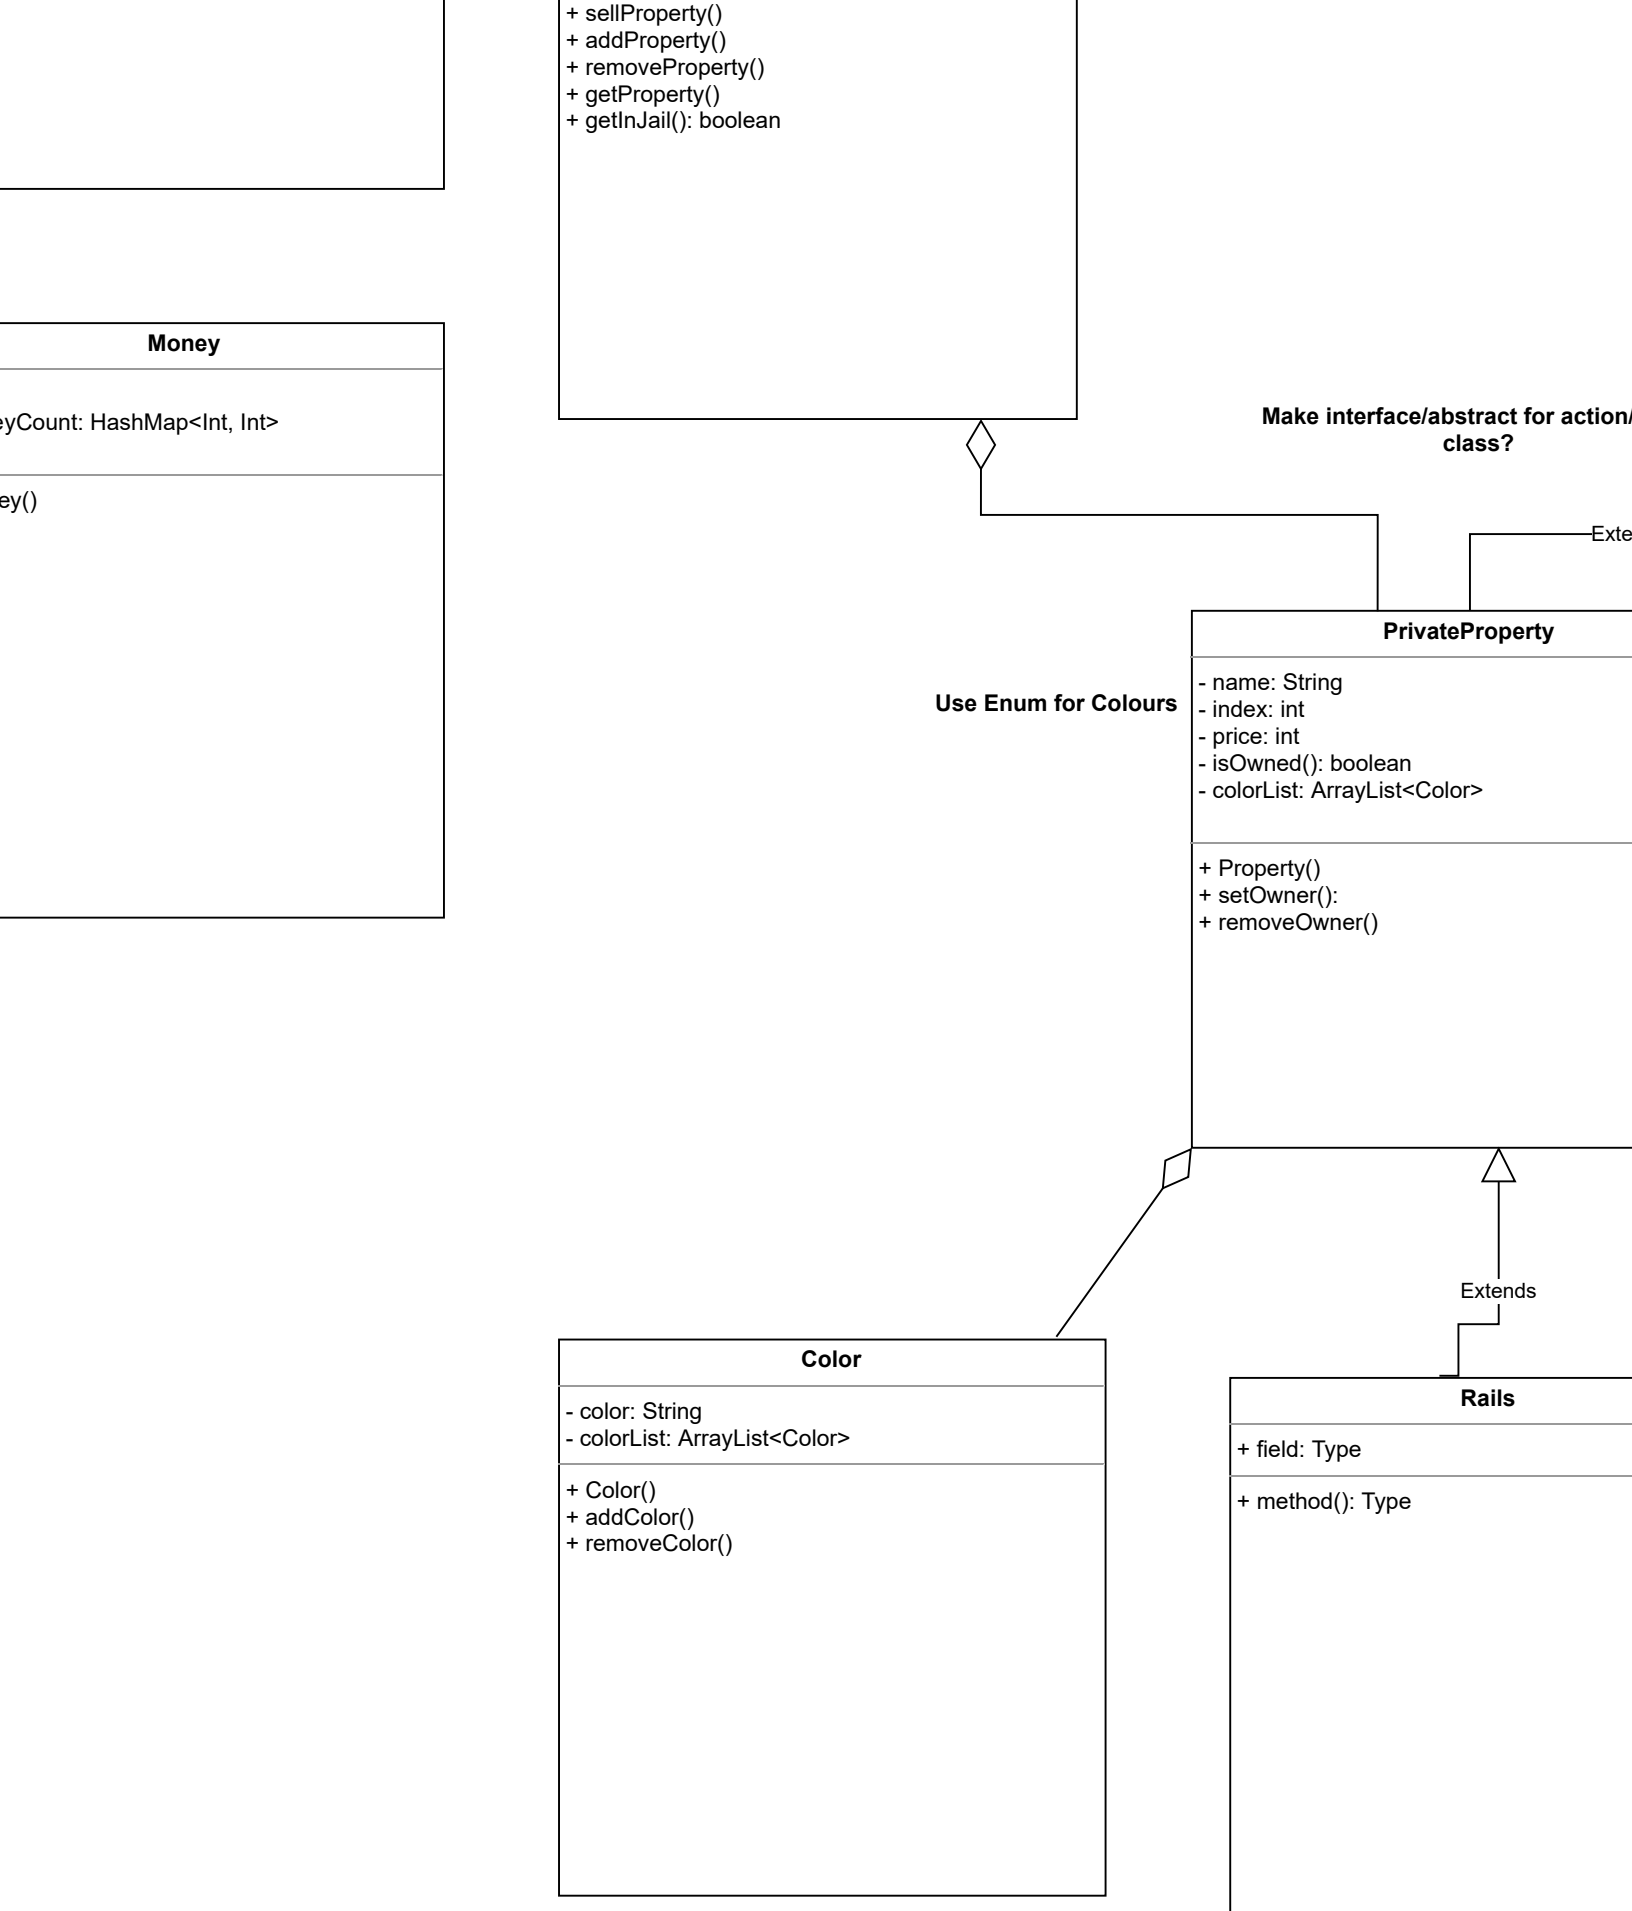 + sellProperty()
+ addProperty()
+ removeProperty()
+ getProperty()
+ getInJail(): boolean
Money
eyCount: HashMap<Int, Int>
ey()
Make interface/abstract for action/
class?
Exte
PrivateProperty
Use Enum for Colours
- name: String
- index: int
- price: int
- isOwned(): boolean
- colorList: ArrayList<Color>
+ Property()
+ setOwner():
+ removeOwner()
Extends
Color
- color: String
- colorList: ArrayList<Color>
+ Color()
+ addColor()
+ removeColor()
Rails
+ field: Type
+ method(): Type